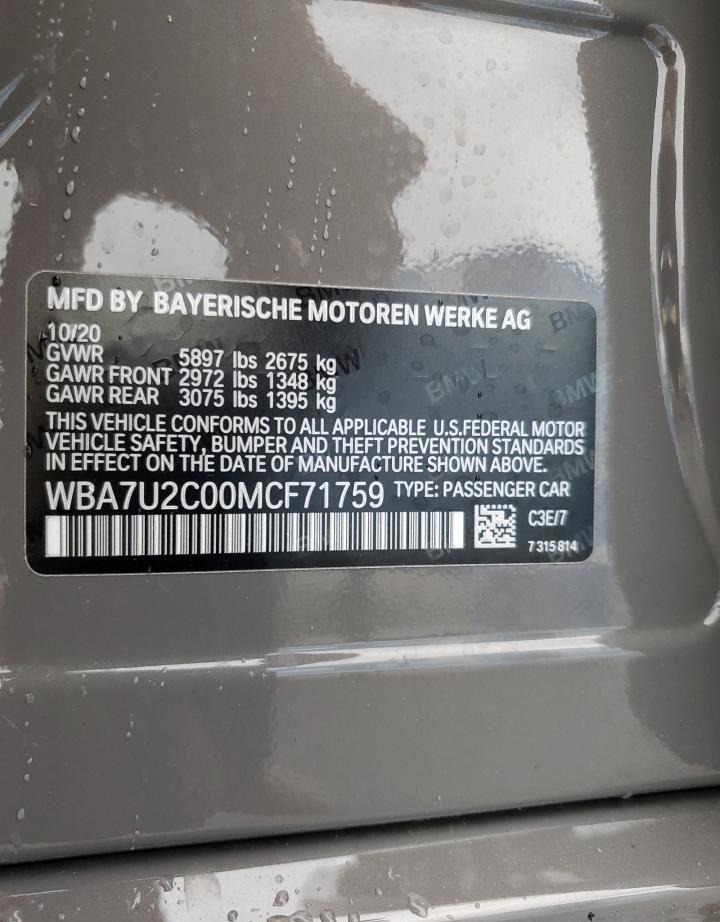 MFD BY BAYERISCHE MOTOREN WERKE AG
10/20
GVWR 5897 lbs 2675 kg
GAWR FRONT 2972 lbs 1348 kg
GAWR REAR 3075 lbs 1395 kg
THIS VEHICLE CONFORMS TO ALL APPLICABLE U.S.FEDERAL MOTOR
VEHICLE SAFETY, BUMPER AND THEFT PREVENTION STANDARDS
IN EFFECT ON THE DATE OF MANUFACTURE SHOWN ABOVE.
WBA7U2C00MCF71759 TYPE: PASSENGER CAR
C3E/7
7 315 814